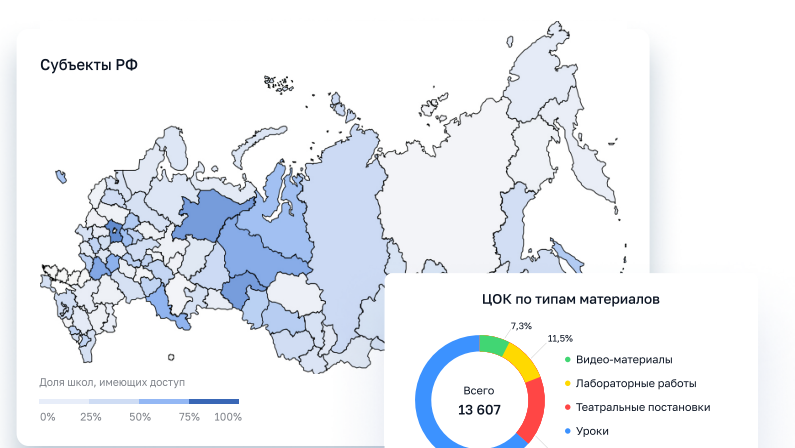 Субъекты РФ
Доля школ, имеющих доступ
0% 25% 50% 75% 100%
ЦОК по типам материалов
7,3%
11,5%
Всего
13 607
Видео-материалы
Лабораторные работы
Театральные постановки
Уроки